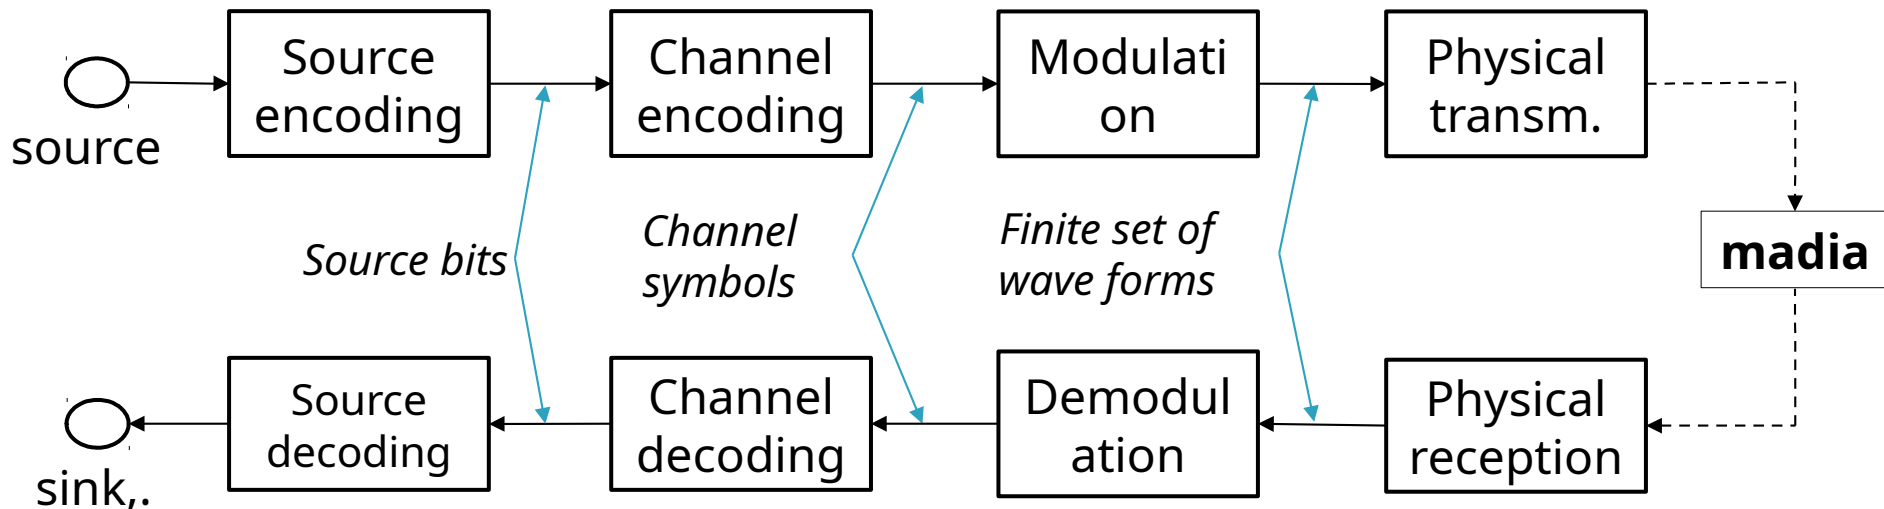 Source
encoding
Channel
encoding
Modulati
on
Physical
transm.
source
Source bits
Channel
symbols
Finite set of
wave forms
madia
Source
decoding
Channel
decoding
Demodul
ation
Physical
reception
sink,.